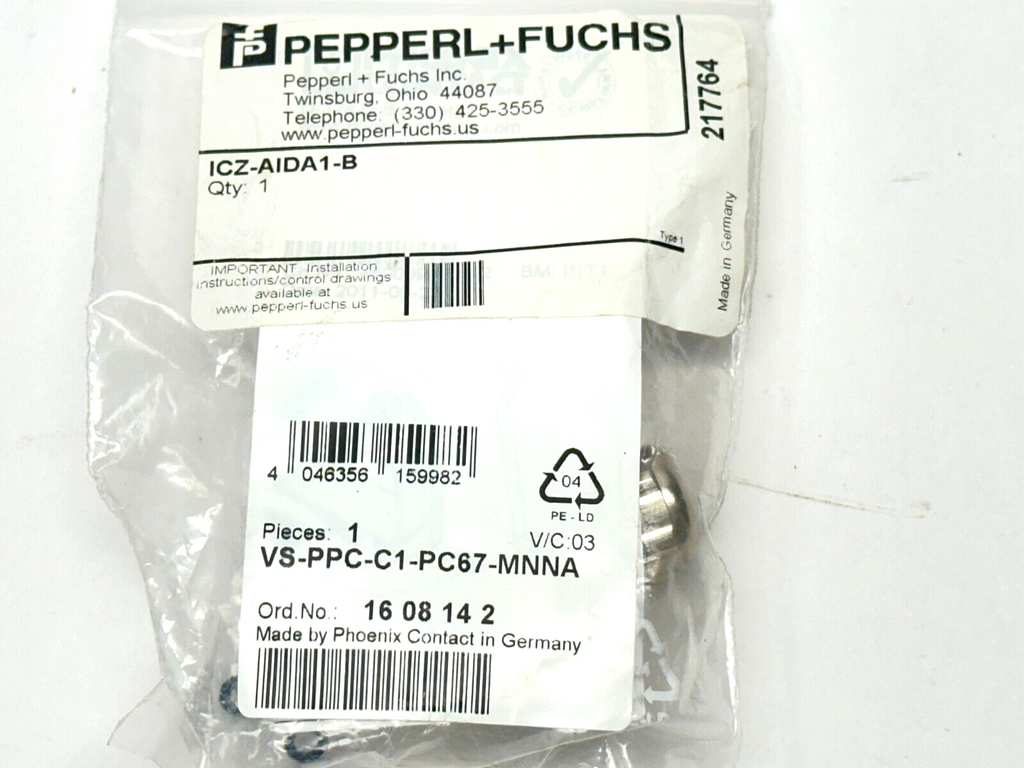 PEPPERL+FUCHS
Pepperl + Fuchs Inc.
Twinsburg, Ohio 44087
Telephone: (330) 425-3555
www.pepperl-fuchs.us
217764
ICZ-AIDA1-B
Qty: 1
Type 1
Made in Germany
IMPORTANT: Installation
instructions/control drawings
available at
www.pepperl-fuchs.us
4 046356 159982
04
PE-LD
Pieces: 1
V/C:03
VS-PPC-C1-PC67-MNNA
Ord.No.: 16 08 14 2
Made by Phoenix Contact in Germany